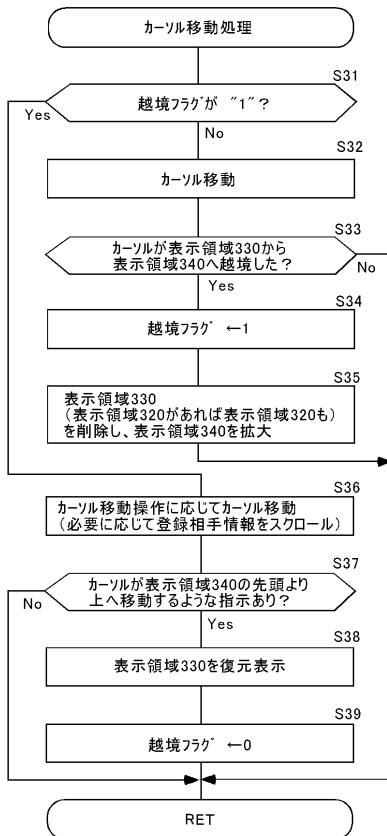 カーソル移動処理
S31
越境フラグが "1"?
Yes
No
S32
カーソル移動
S33
カーソルが表示領域330から
表示領域340へ越境した?
No
Yes
S34
越境フラグ ←1
S35
表示領域330
(表示領域320があれば表示領域320も)
を削除し、表示領域340を拡大
S36
カーソル移動操作に応じてカーソル移動
(必要に応じて登録相手情報をスクロール)
S37
カーソルが表示領域340の先頭より
上へ移動するような指示あり?
No
Yes
S38
表示領域330を復元表示
S39
越境フラグ ←0
RET